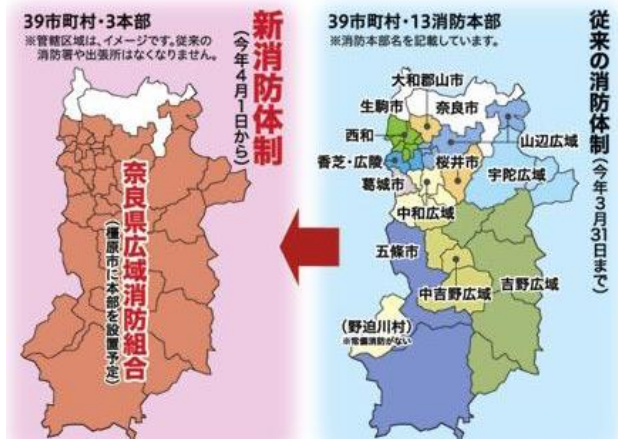 39市町村・3本部
※管轄区域は、イメージです。従来の
消防署や出張所はなくなりません。
新消防体制
(今年4月1日から)
奈良県広域消防組合
(橿原市に本部を設置予定)
39市町村・13消防本部
※消防本部名を記載しています。
従来の消防体制
(今年3月31日まで)
大和郡山市
生駒市
奈良市
西和
山辺広域
香芝・広陵
桜井市
宇陀広域
葛城市
中和広域
五條市
中吉野広域
吉野広域
(野迫川村)
※常備消防がない